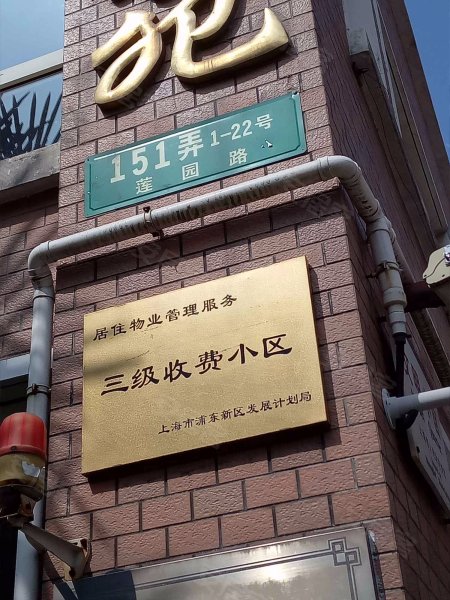 苑
151弄 1-22号
莲园路
居住物业管理服务
三级收费小区
上海市浦东新区发展计划局